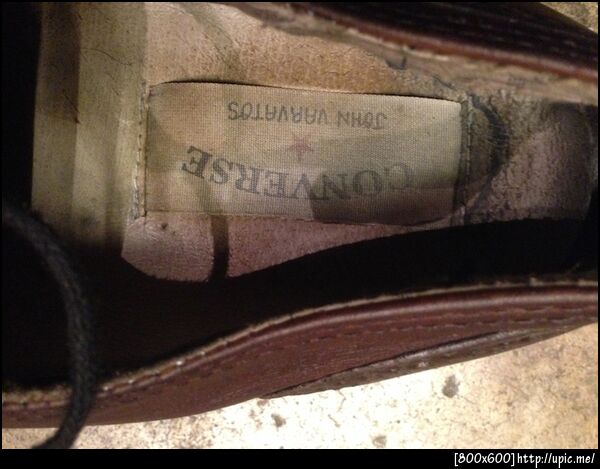 CONVERSE
JOHN VARVATOS
[800x600]http://upic.me/